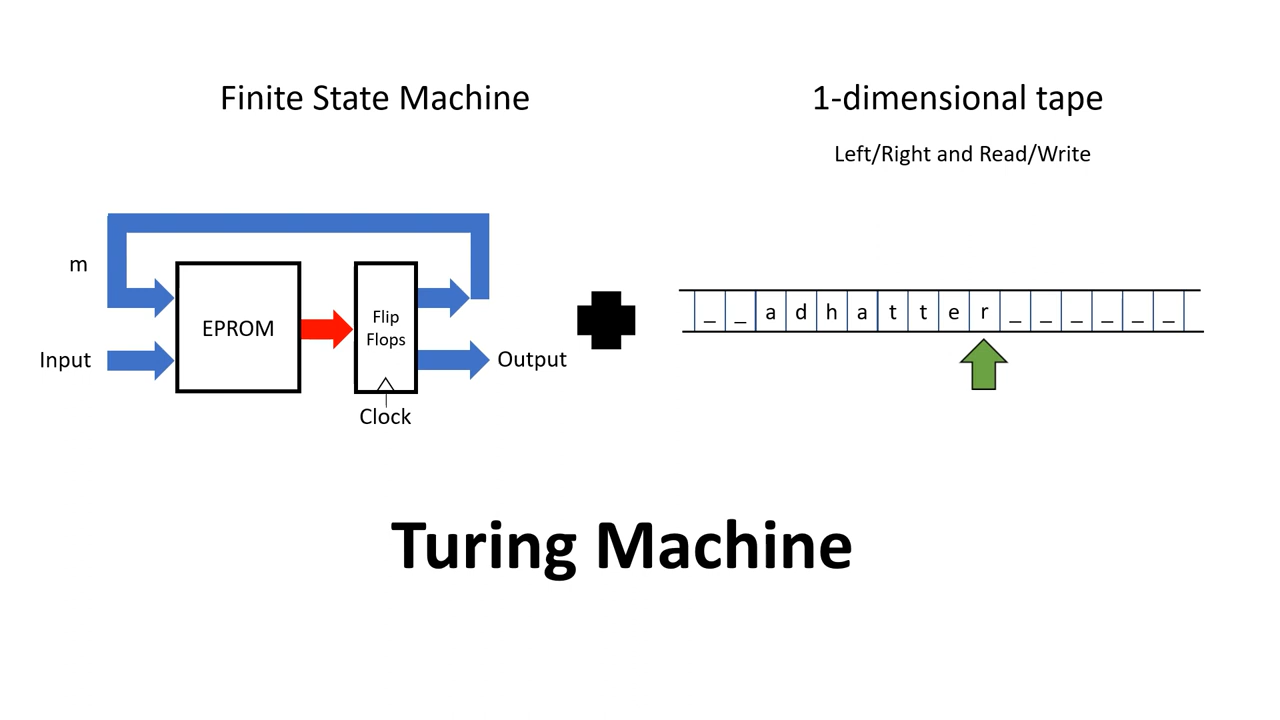 Finite State Machine
1-dimensional tape
Left/Right and Read/Write
m
EPROM
Flip
Flops
Input
Output
Clock
_ _ a d h a t t e r _ _ _ _ _ _
Turing Machine